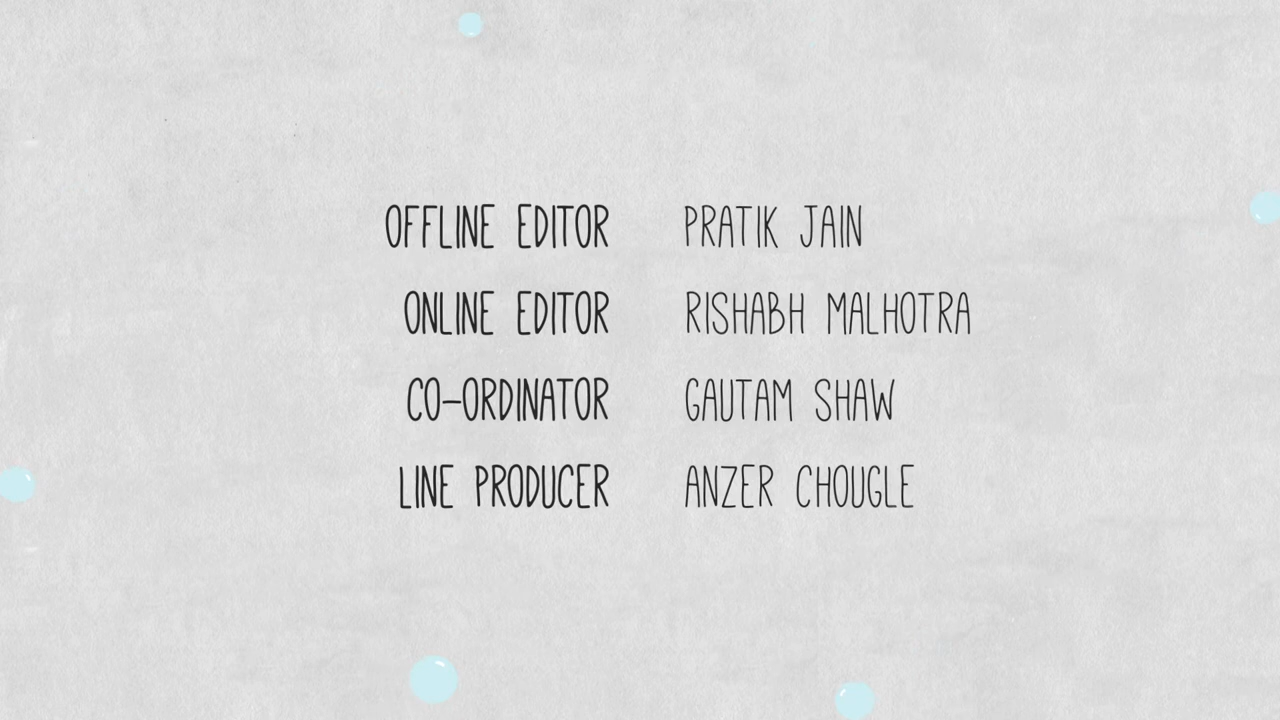 OFFLINE EDITOR PRATIK JAIN
ONLINE EDITOR RISHABH MALHOTRA
CO-ORDINATOR GAUTAM SHAW
LINE PRODUCER ANZER CHOUGLE